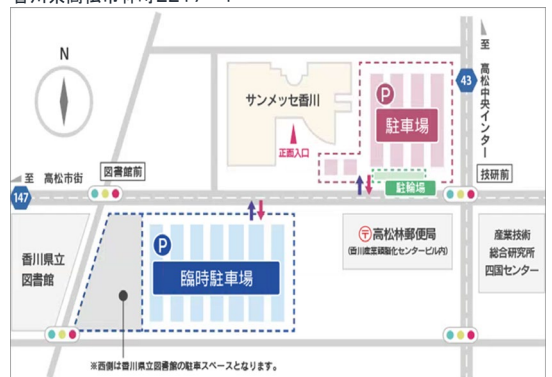 香川県高松市林町2217-1
N
サンメッセ香川
正面入口
P
駐車場
駐輪場
43
至
高松中央インター
技研前
図書館前
至 高松市街
147
香川県立
図書館
P
臨時駐車場
高松林郵便局
(香川産業頭脳化センタービル内)
産業技術
総合研究所
四国センター
※西側は香川県立図書館の駐車スペースとなります。